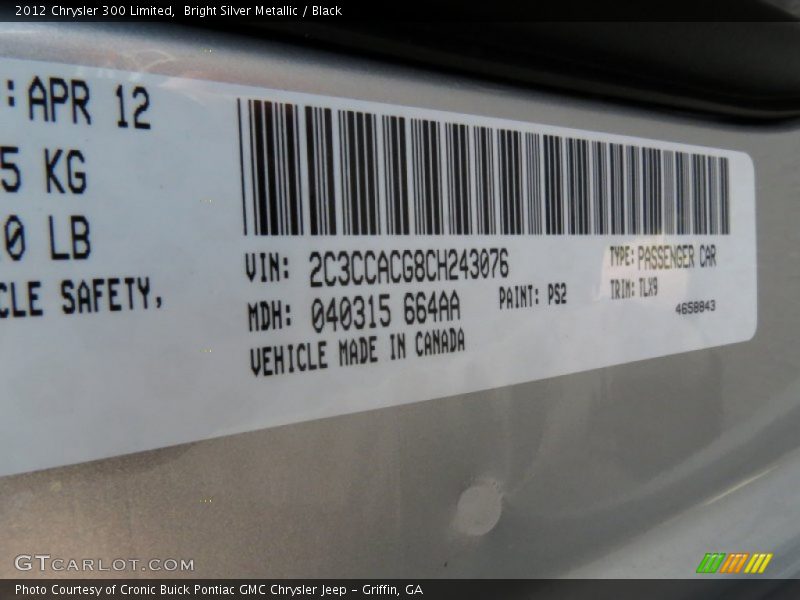 2012 Chrysler 300 Limited, Bright Silver Metallic / Black
:APR 12
5 KG
0 LB
CLE SAFETY,
VIN: 2C3CCACG8CH243076
TYPE: PASSENGER CAR
MDH: 040315 664AA
PAINT: PS2
TRIM: TLX9
4658843
VEHICLE MADE IN CANADA
GTCARLOT.COM
Photo Courtesy of Cronic Buick Pontiac GMC Chrysler Jeep - Griffin, GA